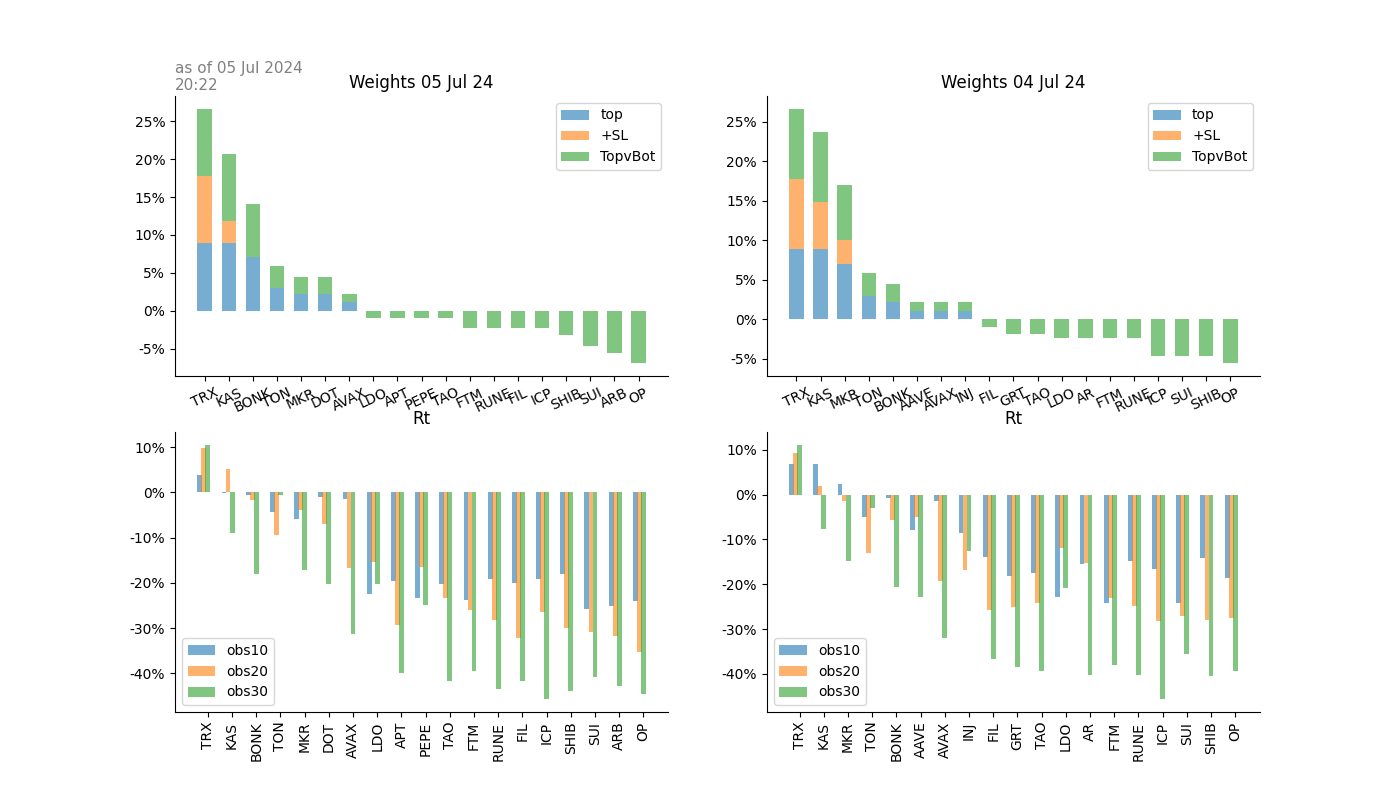 as of 05 Jul 2024
20:22
Weights 05 Jul 24
25%
20%
15%
10%
5%
0%
-5%
top
+SL
TopvBot
TRX KAS BONK TON MKR DOT AVAX LDO APT PEPE TAO FTM RUNE FIL ICP SHIB SUI ARB OP
Weights 04 Jul 24
25%
20%
15%
10%
5%
0%
-5%
top
+SL
TopvBot
TRX KAS MKR TON BONK AAVE AVAX INJ FIL GRT TAO LDO AR FTM RUNE ICP SUI SHIB OP
Rt
10%
0%
-10%
-20%
-30%
-40%
obs10
obs20
obs30
TRX KAS BONK TON MKR DOT AVAX LDO APT PEPE TAO FTM RUNE FIL ICP SHIB SUI ARB OP
Rt
10%
0%
-10%
-20%
-30%
-40%
obs10
obs20
obs30
TRX KAS MKR TON BONK AAVE AVAX INJ FIL GRT TAO LDO AR FTM RUNE ICP SUI SHIB OP